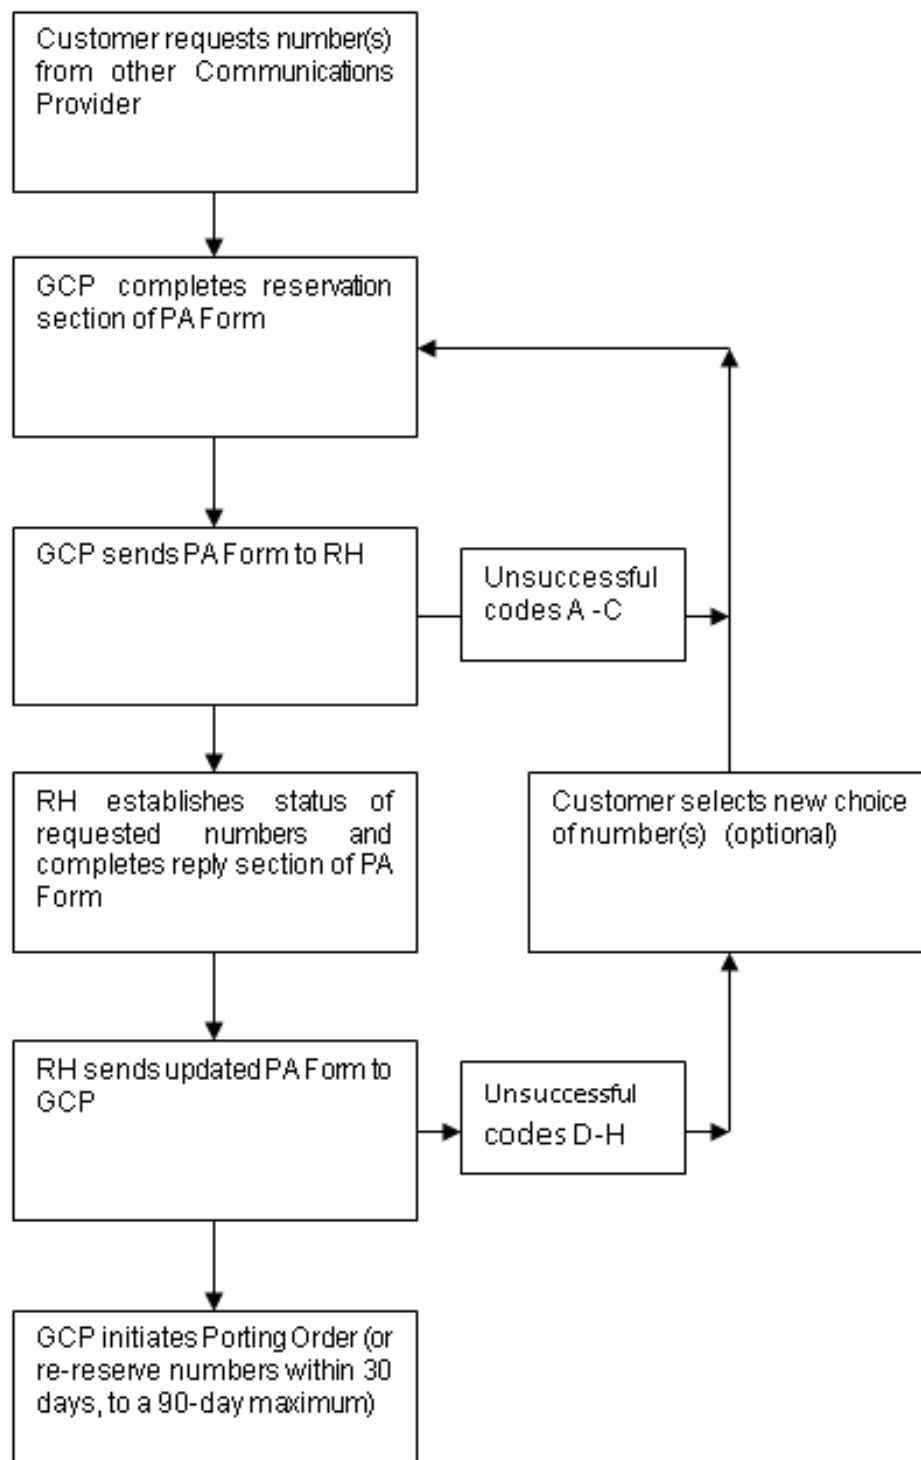 Customer requests number(s)
from other Communications
Provider
GCP completes reservation
section of PA Form
GCP sends PA Form to RH
Unsuccessful
codes A -C
RH establishes status of
requested numbers and
completes reply section of PA
Form
Customer selects new choice
of number(s) (optional)
RH sends updated PA Form to
GCP
Unsuccessful
codes D-H
GCP initiates Porting Order (or
re-reserve numbers within 30
days, to a 90-day maximum)